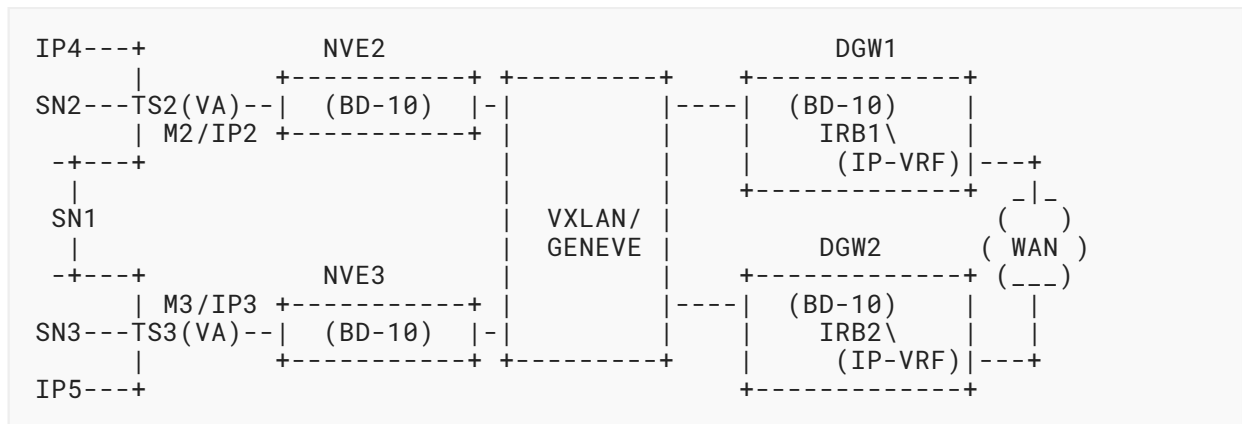 IP4---+           NVE2                            DGW1
      |       +-----------+ +---------+    +-------------+
SN2---TS2(VA)--|  (BD-10)  |-|         |----|  (BD-10)    |
      | M2/IP2 +-----------+ |         |    |    IRB1\    |
 -+---+                      |         |    |     (IP-VRF)|---+
  |                          |         |    +-------------+  _|_
 SN1                         |  VXLAN/ |                    (    )
  |                          |  GENEVE |         DGW2      ( WAN )
 -+---+           NVE3       |         |    +-------------+ (___)
      | M3/IP3 +-----------+ |         |----|  (BD-10)    |   |
SN3---TS3(VA)--|  (BD-10)  |-|         |    |    IRB2\    |   |
      |       +-----------+ +---------+    |     (IP-VRF)|---+
IP5---+                                    +-------------+